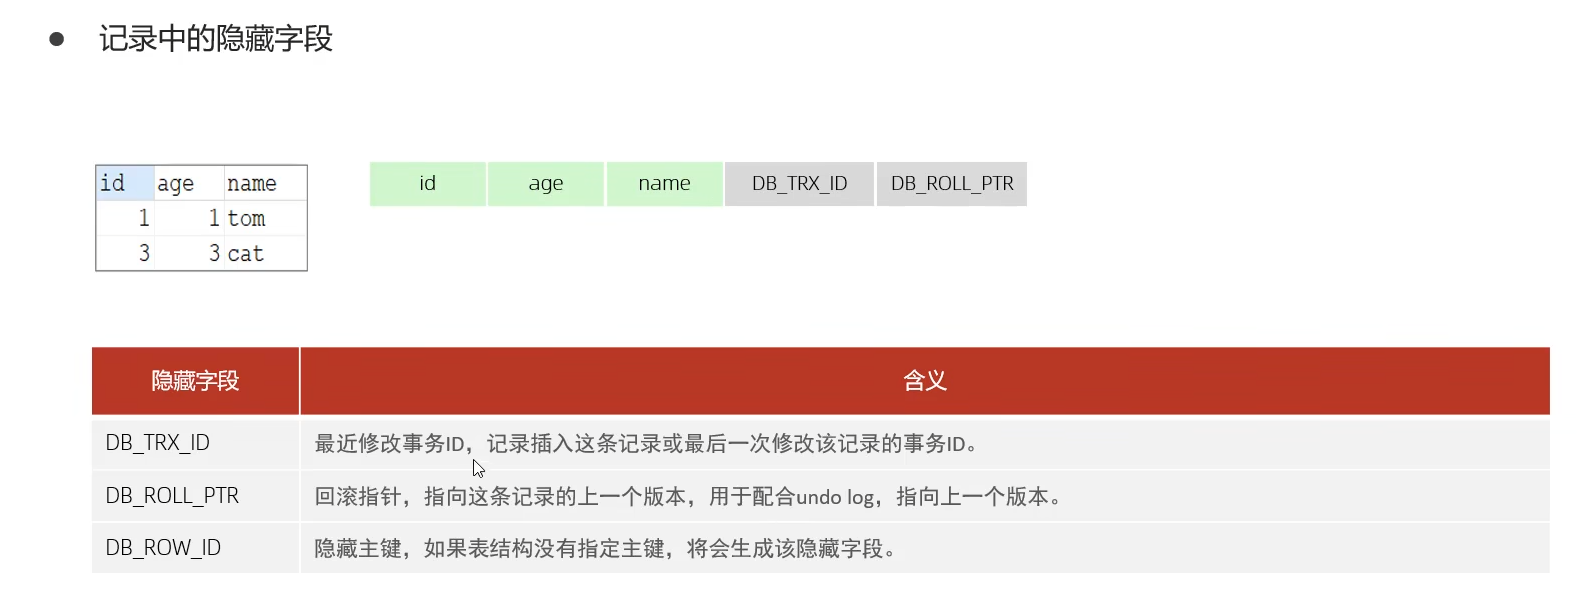 记录中的隐藏字段
id age name
1 1 tom
3 3 cat
id age name DB_TRX_ID DB_ROLL_PTR
隐藏字段 含义
DB_TRX_ID 最近修改事务ID，记录插入这条记录或最后一次修改该记录的事务ID。
DB_ROLL_PTR 回滚指针，指向这条记录的上一个版本，用于配合undo log，指向上一个版本。
DB_ROW_ID 隐藏主键，如果表结构没有指定主键，将会生成该隐藏字段。